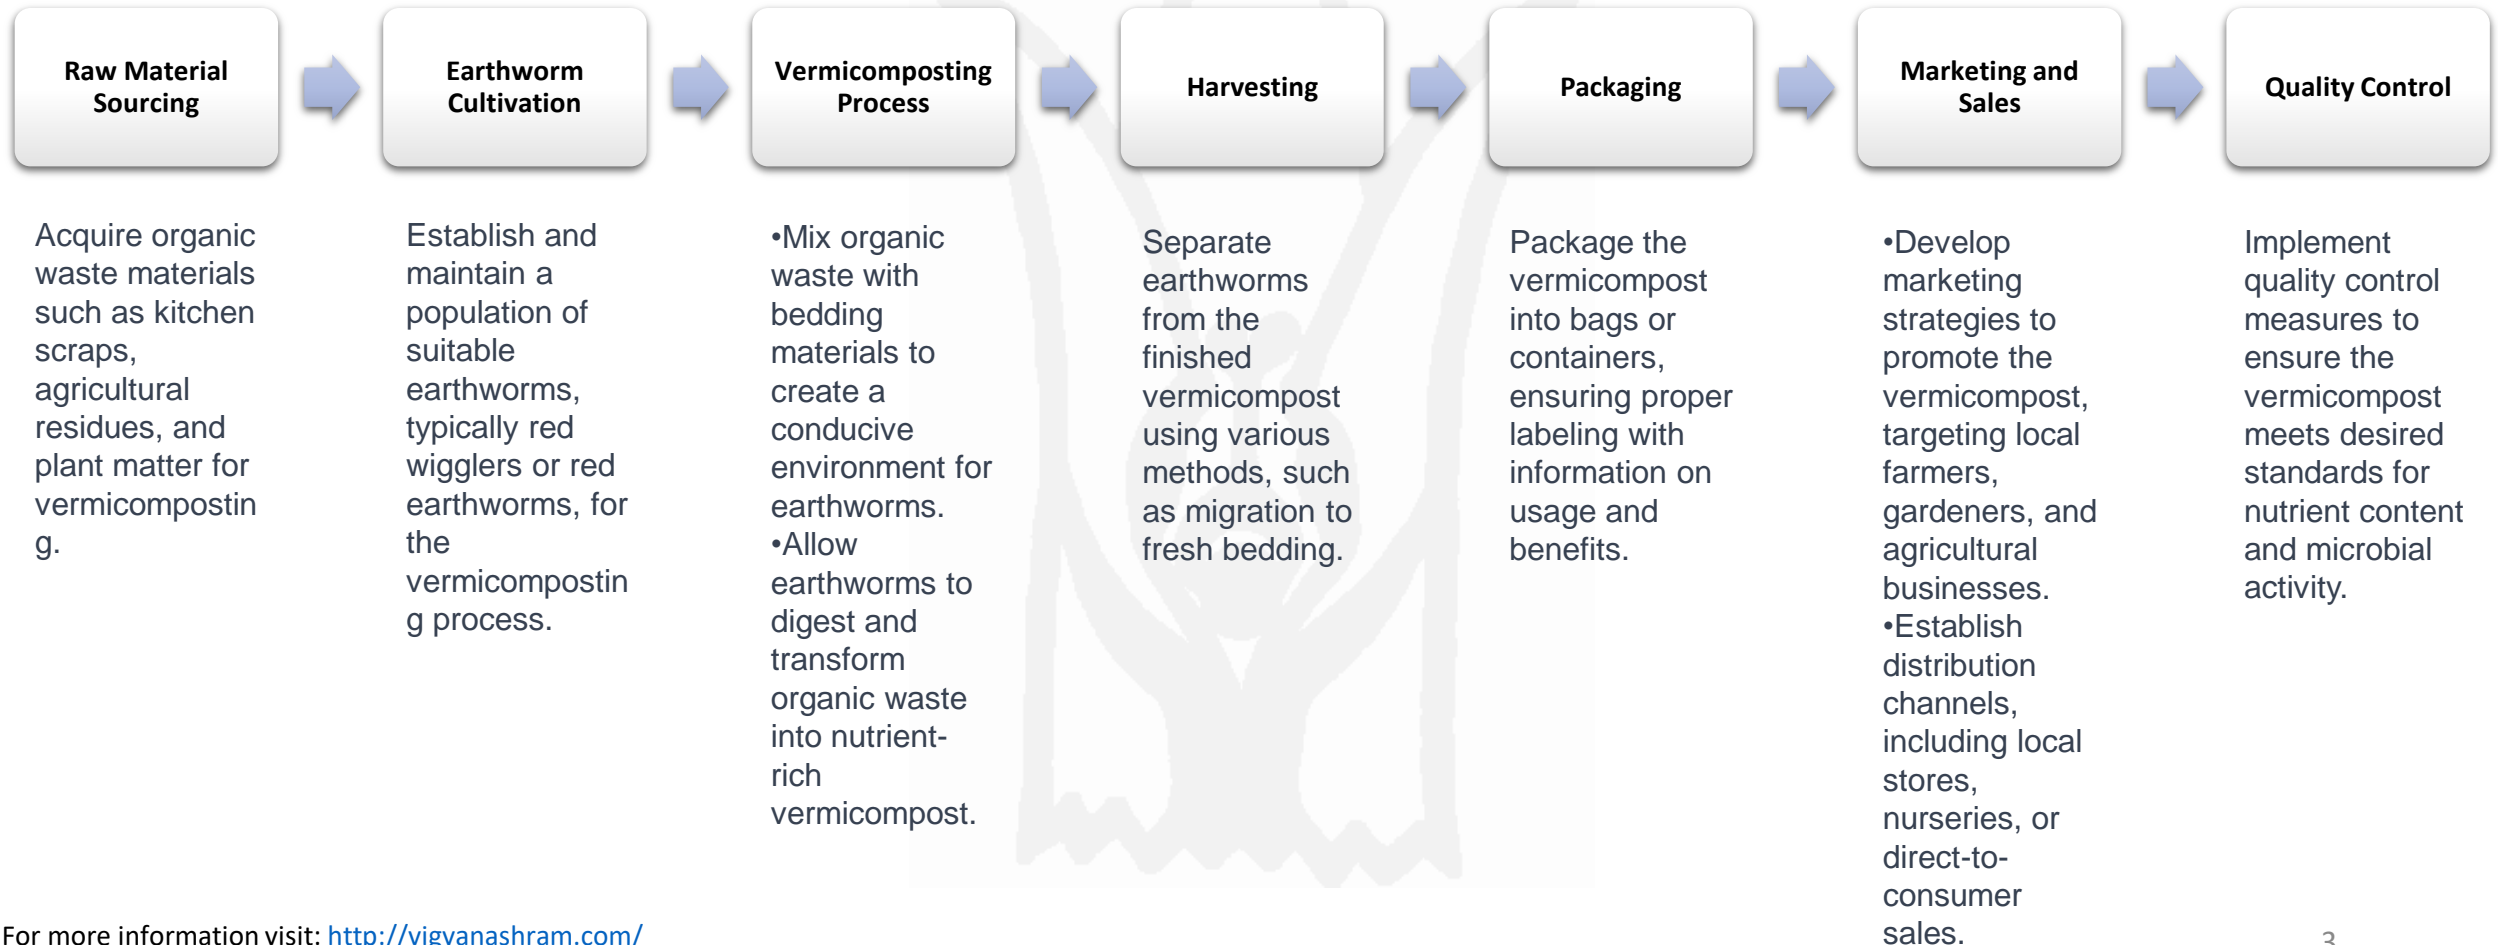 Raw Material
Sourcing
Earthworm
Cultivation
Vermicomposting
Process
Harvesting
Packaging
Marketing and
Sales
Quality Control
Acquire organic
waste materials
such as kitchen
scraps,
agricultural
residues, and
plant matter for
vermicompostin
g.
Establish and
maintain a
population of
suitable
earthworms,
typically red
wigglers or red
earthworms, for
the
vermicompostin
g process.
•Mix organic
waste with
bedding
materials to
create a
conducive
environment for
earthworms.
•Allow
earthworms to
digest and
transform
organic waste
into nutrient-
rich
vermicompost.
Separate
earthworms
from the
finished
vermicompost
using various
methods, such
as migration to
fresh bedding.
Package the
vermicompost
into bags or
containers,
ensuring proper
labeling with
information on
usage and
benefits.
•Develop
marketing
strategies to
promote the
vermicompost,
targeting local
farmers,
gardeners, and
agricultural
businesses.
•Establish
distribution
channels,
including local
stores,
nurseries, or
direct-to-
consumer
sales.
Implement
quality control
measures to
ensure the
vermicompost
meets desired
standards for
nutrient content
and microbial
activity.
For more information visit: http://vigyanashram.com/
3